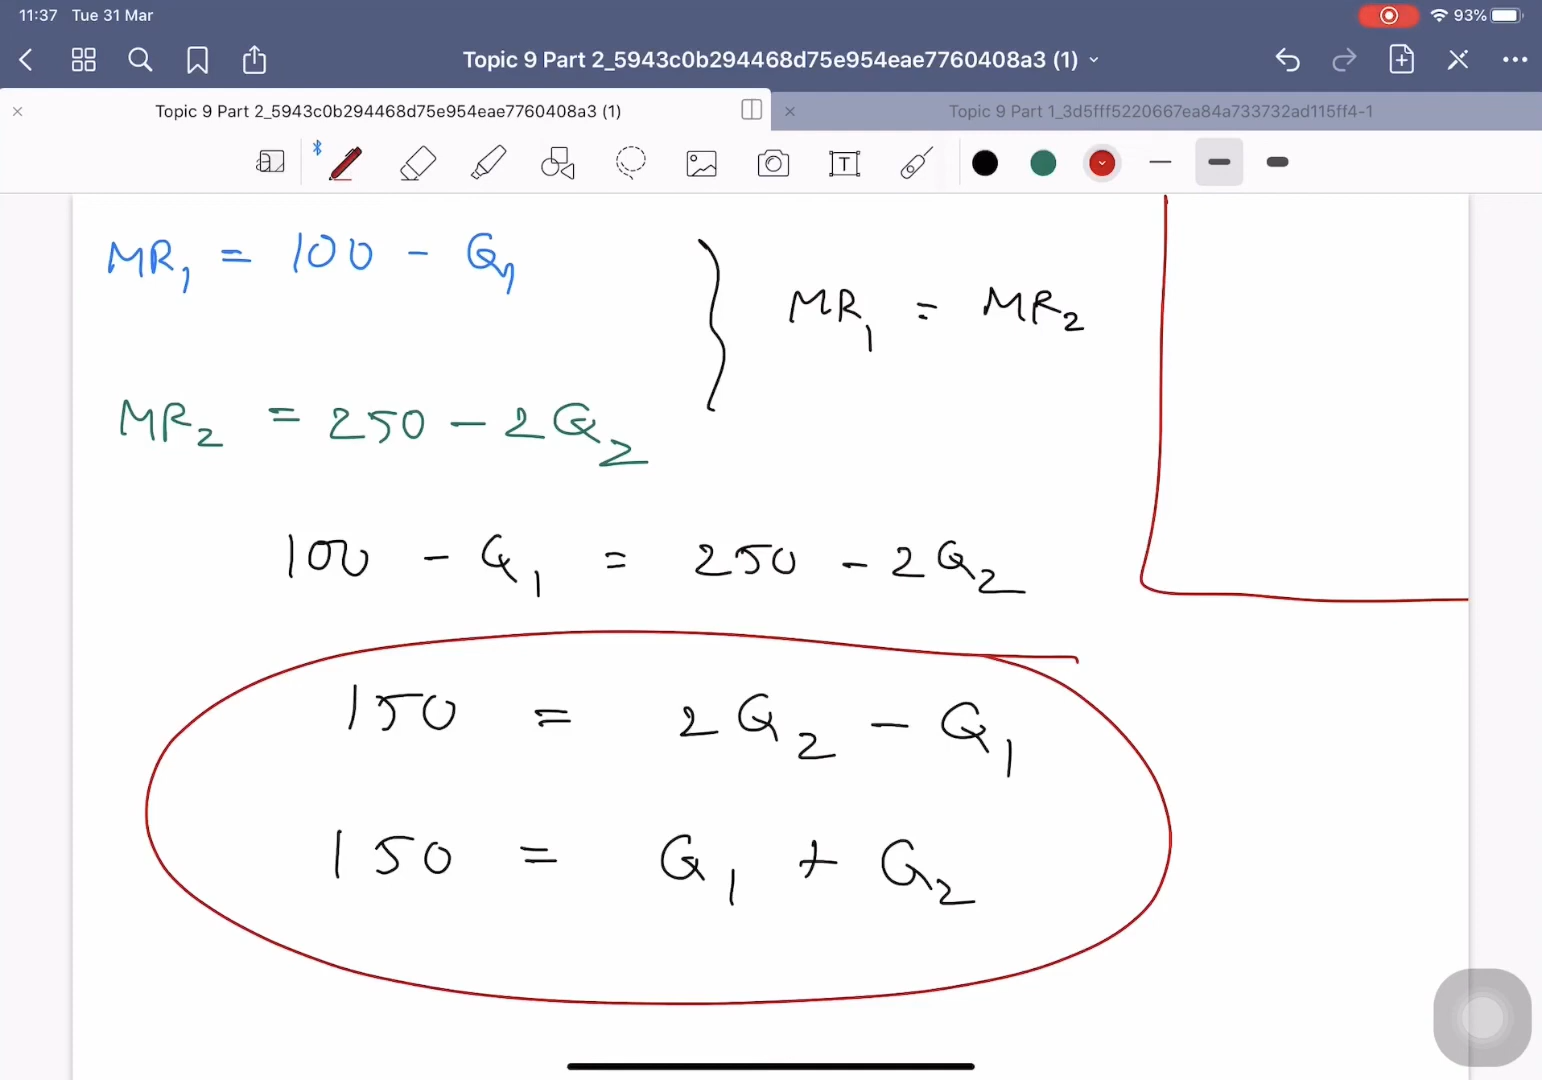 11:37 Tue 31 Mar
93%
Topic 9 Part 2_5943c0b294468d75e954eae7760408a3 (1)
Topic 9 Part 2_5943c0b294468d75e954eae7760408a3 (1)
Topic 9 Part 1_3d5fff5220667ea84a733732ad115ff4-1
T
MR₁ = 100 - Q₁
MR₁ = MR₂
MR₂ = 250 - 2Q₂
100 - Q₁ = 250 - 2Q₂
150 = 2Q₂ - Q₁
150 = Q₁ + Q₂